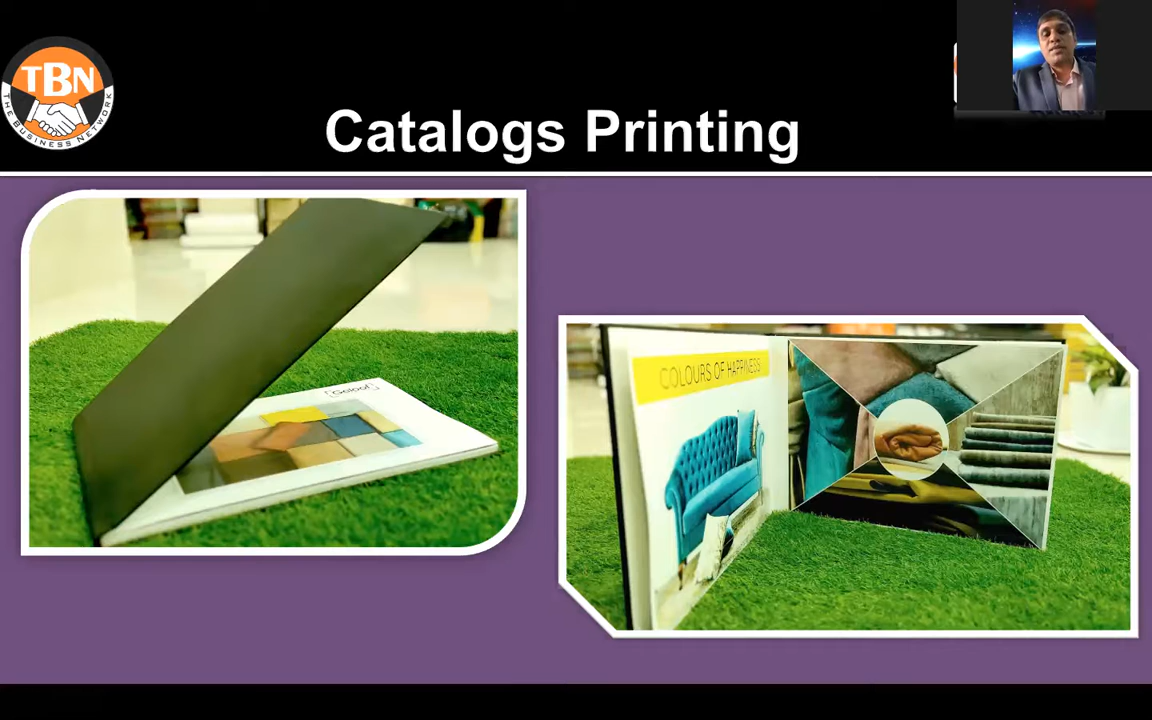 TBN
THE BUSINESS NETWORK
Catalogs Printing
COLOURS OF HAPPINESS